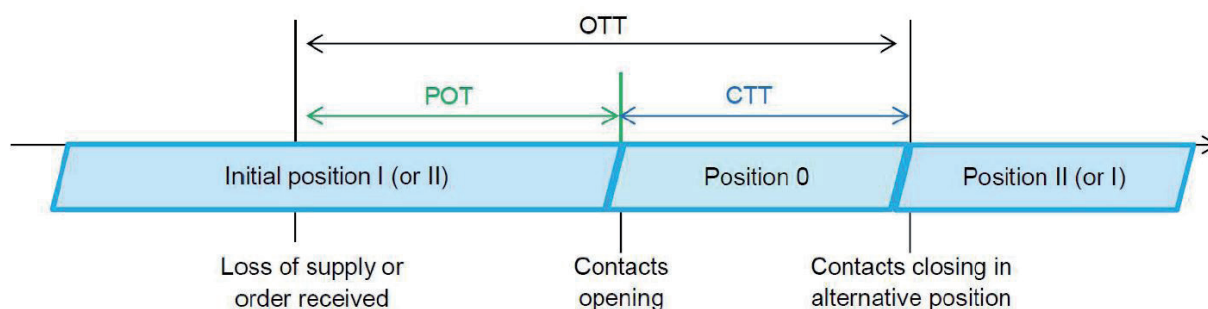 OTT
POT
CTT
Initial position I (or II)
Position 0
Position II (or I)
Loss of supply or
order received
Contacts
opening
Contacts closing in
alternative position